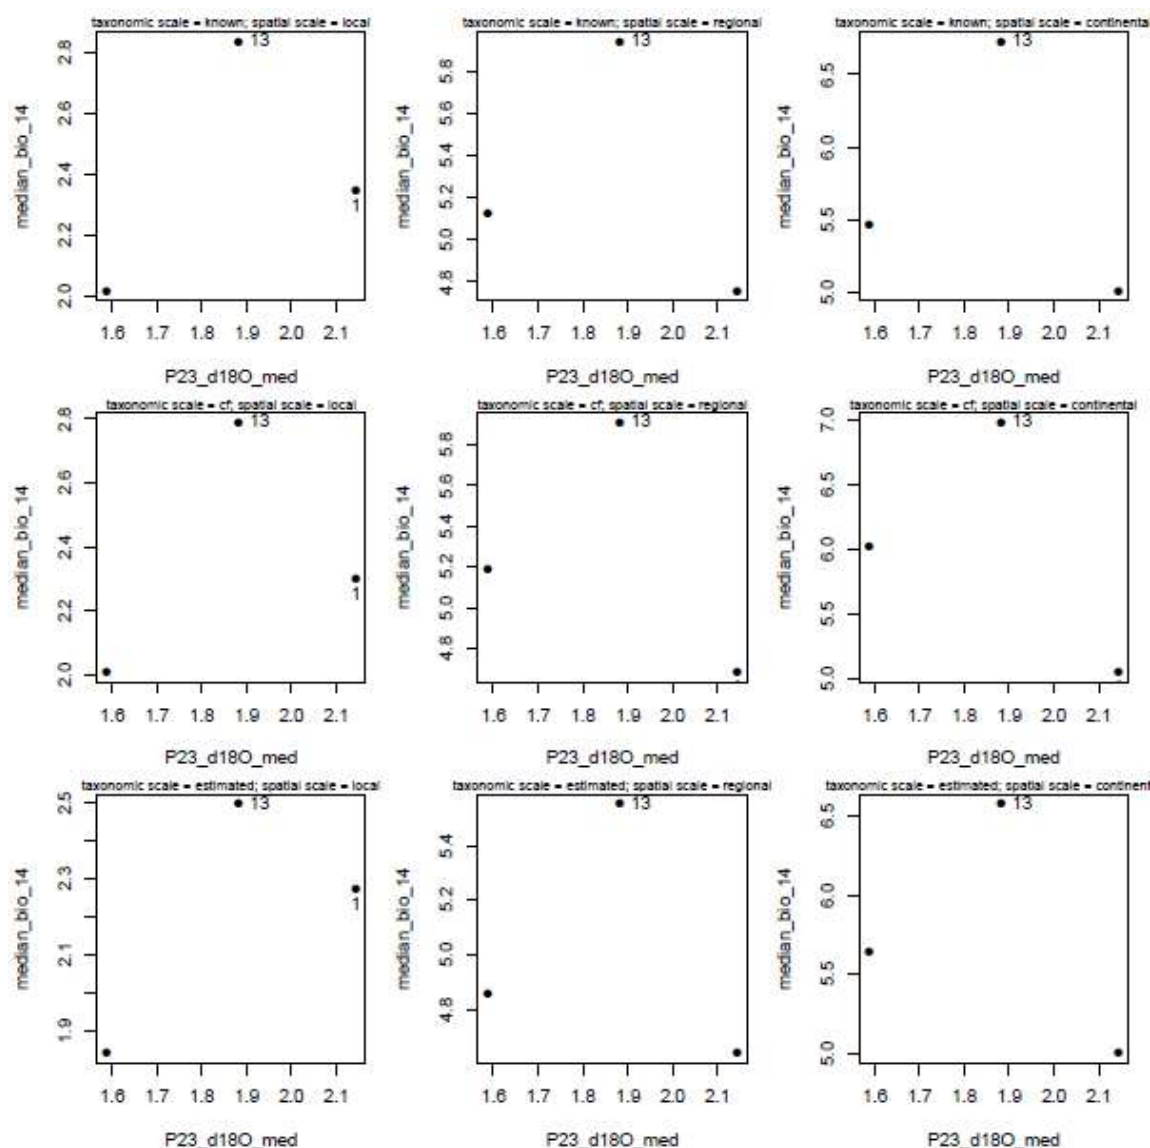 taxonomic scale = known; spatial scale = local
taxonomic scale = known; spatial scale = regional
taxonomic scale = known; spatial scale = continental
median_bio_14
2.0 2.2 2.4 2.6 2.8
13
1
1.6 1.7 1.8 1.9 2.0 2.1
P23_d18O_med
median_bio_14
4.8 5.0 5.2 5.4 5.6 5.8
13
1.6 1.7 1.8 1.9 2.0 2.1
P23_d18O_med
median_bio_14
5.0 5.5 6.0 6.5
13
1.6 1.7 1.8 1.9 2.0 2.1
P23_d18O_med
taxonomic scale = cf; spatial scale = local
taxonomic scale = cf; spatial scale = regional
taxonomic scale = cf; spatial scale = continental
median_bio_14
2.0 2.2 2.4 2.6 2.8
13
1
1.6 1.7 1.8 1.9 2.0 2.1
P23_d18O_med
median_bio_14
4.8 5.0 5.2 5.4 5.6 5.8
13
1.6 1.7 1.8 1.9 2.0 2.1
P23_d18O_med
median_bio_14
5.0 5.5 6.0 6.5 7.0
13
1.6 1.7 1.8 1.9 2.0 2.1
P23_d18O_med
taxonomic scale = estimated; spatial scale = local
taxonomic scale = estimated; spatial scale = regional
taxonomic scale = estimated; spatial scale = continent
median_bio_14
1.9 2.1 2.3 2.5
13
1
1.6 1.7 1.8 1.9 2.0 2.1
P23_d18O_med
median_bio_14
4.8 5.0 5.2 5.4
13
1.6 1.7 1.8 1.9 2.0 2.1
P23_d18O_med
median_bio_14
5.0 5.5 6.0 6.5
13
1.6 1.7 1.8 1.9 2.0 2.1
P23_d18O_med